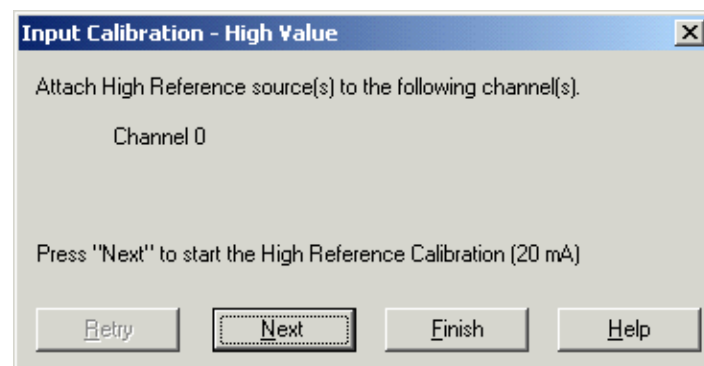 Input Calibration - High Value
Attach High Reference source(s) to the following channel(s).
Channel 0
Press "Next" to start the High Reference Calibration (20 mA)
Retry Next Finish Help